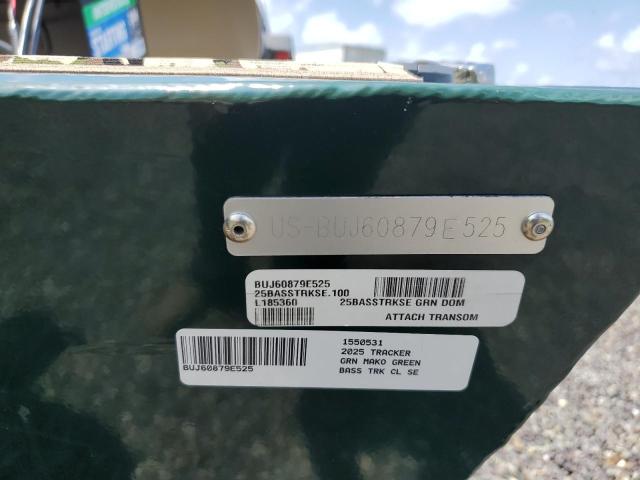 US-BUJ60879E525
BUJ60879E525
25BASSTRKSE.100
L185360
25BASSTRKSE GRN DOM
ATTACH TRANSOM
BUJ60879E525
1550531
2025 TRACKER
GRN MAKO GREEN
BASS TRK CL SE